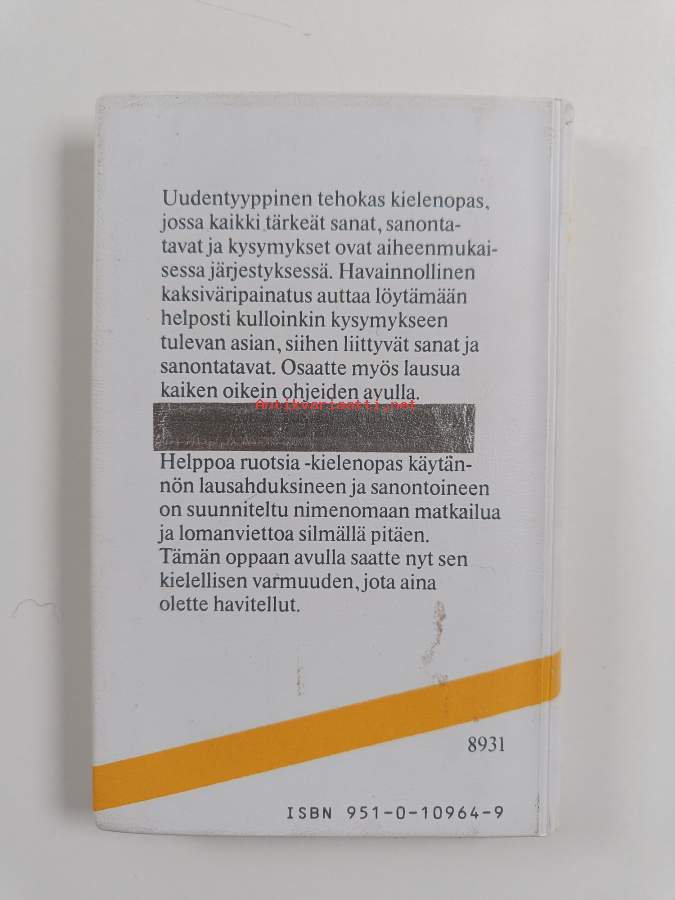 Uudentyyppinen tehokas kielenopas,
jossa kaikki tärkeät sanat, sanonta-
tavat ja kysymykset ovat aiheenmukai-
sessa järjestyksessä. Havainnollinen
kaksiväripainatus auttaa löytämään
helposti kulloinkin kysymykseen
tulevan asian, siihen liittyvät sanat ja
sanontatavat. Osaatte myös lausua
kaiken oikein ohjeiden avulla.
Antikvariaatti.net
Helppoa ruotsia -kielenopas käytän-
nön lausahduksineen ja sanontoineen
on suunniteltu nimenomaan matkailua
ja lomanviettoa silmällä pitäen.
Tämän oppaan avulla saatte nyt sen
kielellisen varmuuden, jota aina
olette havitellut.
8931
ISBN 951-0-10964-9